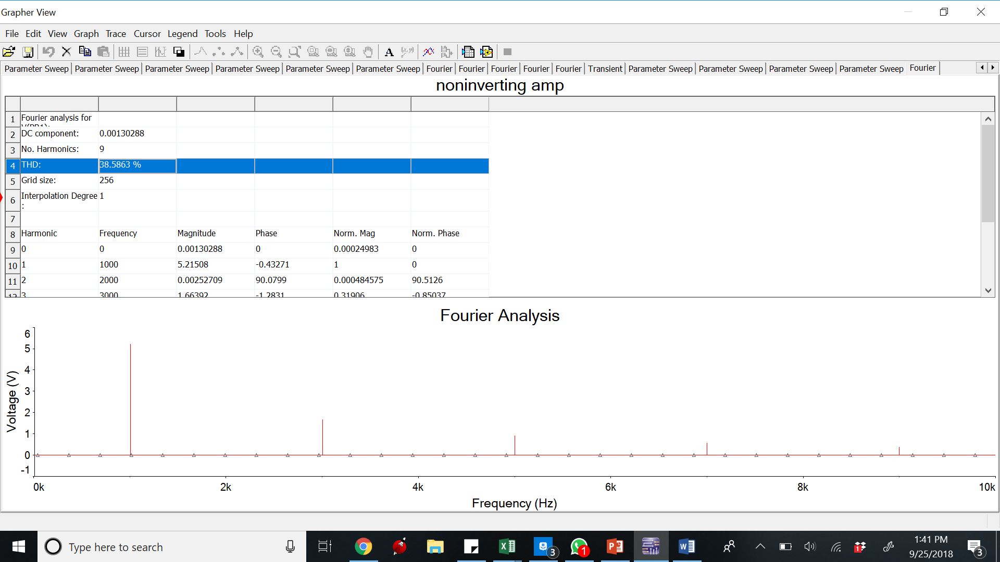 Grapher View
File Edit View Graph Trace Cursor Legend Tools Help
Parameter Sweep Parameter Sweep Parameter Sweep Parameter Sweep Parameter Sweep Parameter Sweep Fourier Fourier Fourier Fourier Fourier Transient Parameter Sweep Parameter Sweep Parameter Sweep Parameter Sweep Fourier
noninverting amp
1 Fourier analysis for
V(PR1):
2 DC component: 0.00130288
3 No. Harmonics: 9
4 THD: 38.5863 %
5 Grid size: 256
6 Interpolation Degree 1
:
7
8 Harmonic Frequency Magnitude Phase Norm. Mag Norm. Phase
9 0 0 0.00130288 0 0.00024983 0
10 1 1000 5.21508 -0.43271 1 0
11 2 2000 0.00252709 90.0799 0.000484575 90.5126
12 3 3000 1.66392 -1.2831 0.31906 -0.85037
Fourier Analysis
6
5
4
3
2
1
0
-1
Voltage (V)
0k 2k 4k 6k 8k 10k
Frequency (Hz)
Type here to search
3
1
1
1:41 PM
9/25/2018
3